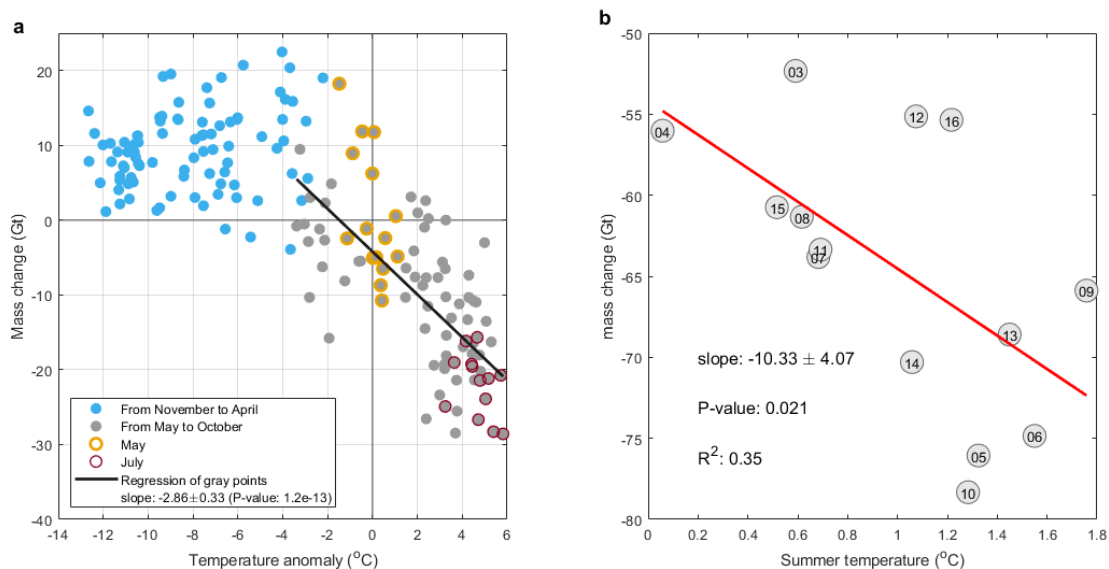 a
20
10
0
-10
-20
-30
-40
Mass change (Gt)
-14 -12 -10 -8 -6 -4 -2 0 2 4 6
Temperature anomaly (°C)
From November to April
From May to October
May
July
Regression of gray points
slope: -2.86±0.33 (P-value: 1.2e-13)
b
-50
-55
-60
-65
-70
-75
-80
mass change (Gt)
03
12
16
04
15
08
11
07
09
13
14
06
05
10
slope: -10.33 ± 4.07
P-value: 0.021
R²: 0.35
0 0.2 0.4 0.6 0.8 1 1.2 1.4 1.6 1.8
Summer temperature (°C)